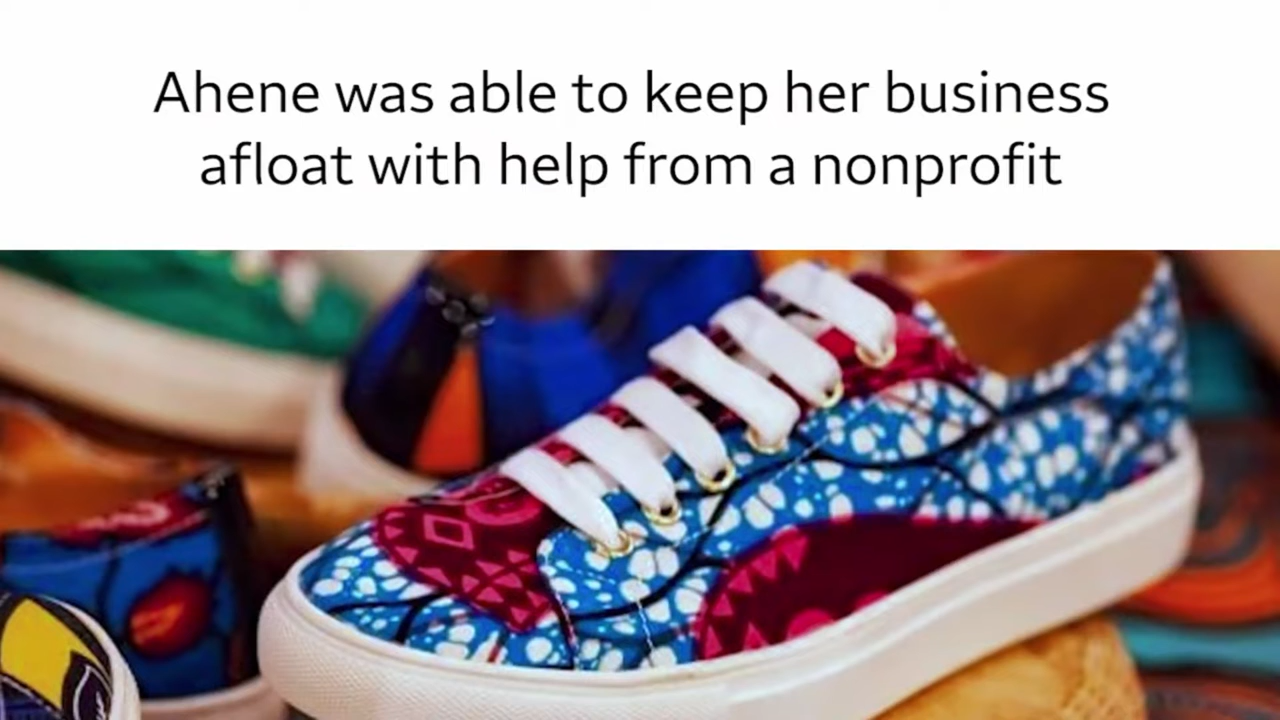 Ahene was able to keep her business
afloat with help from a nonprofit